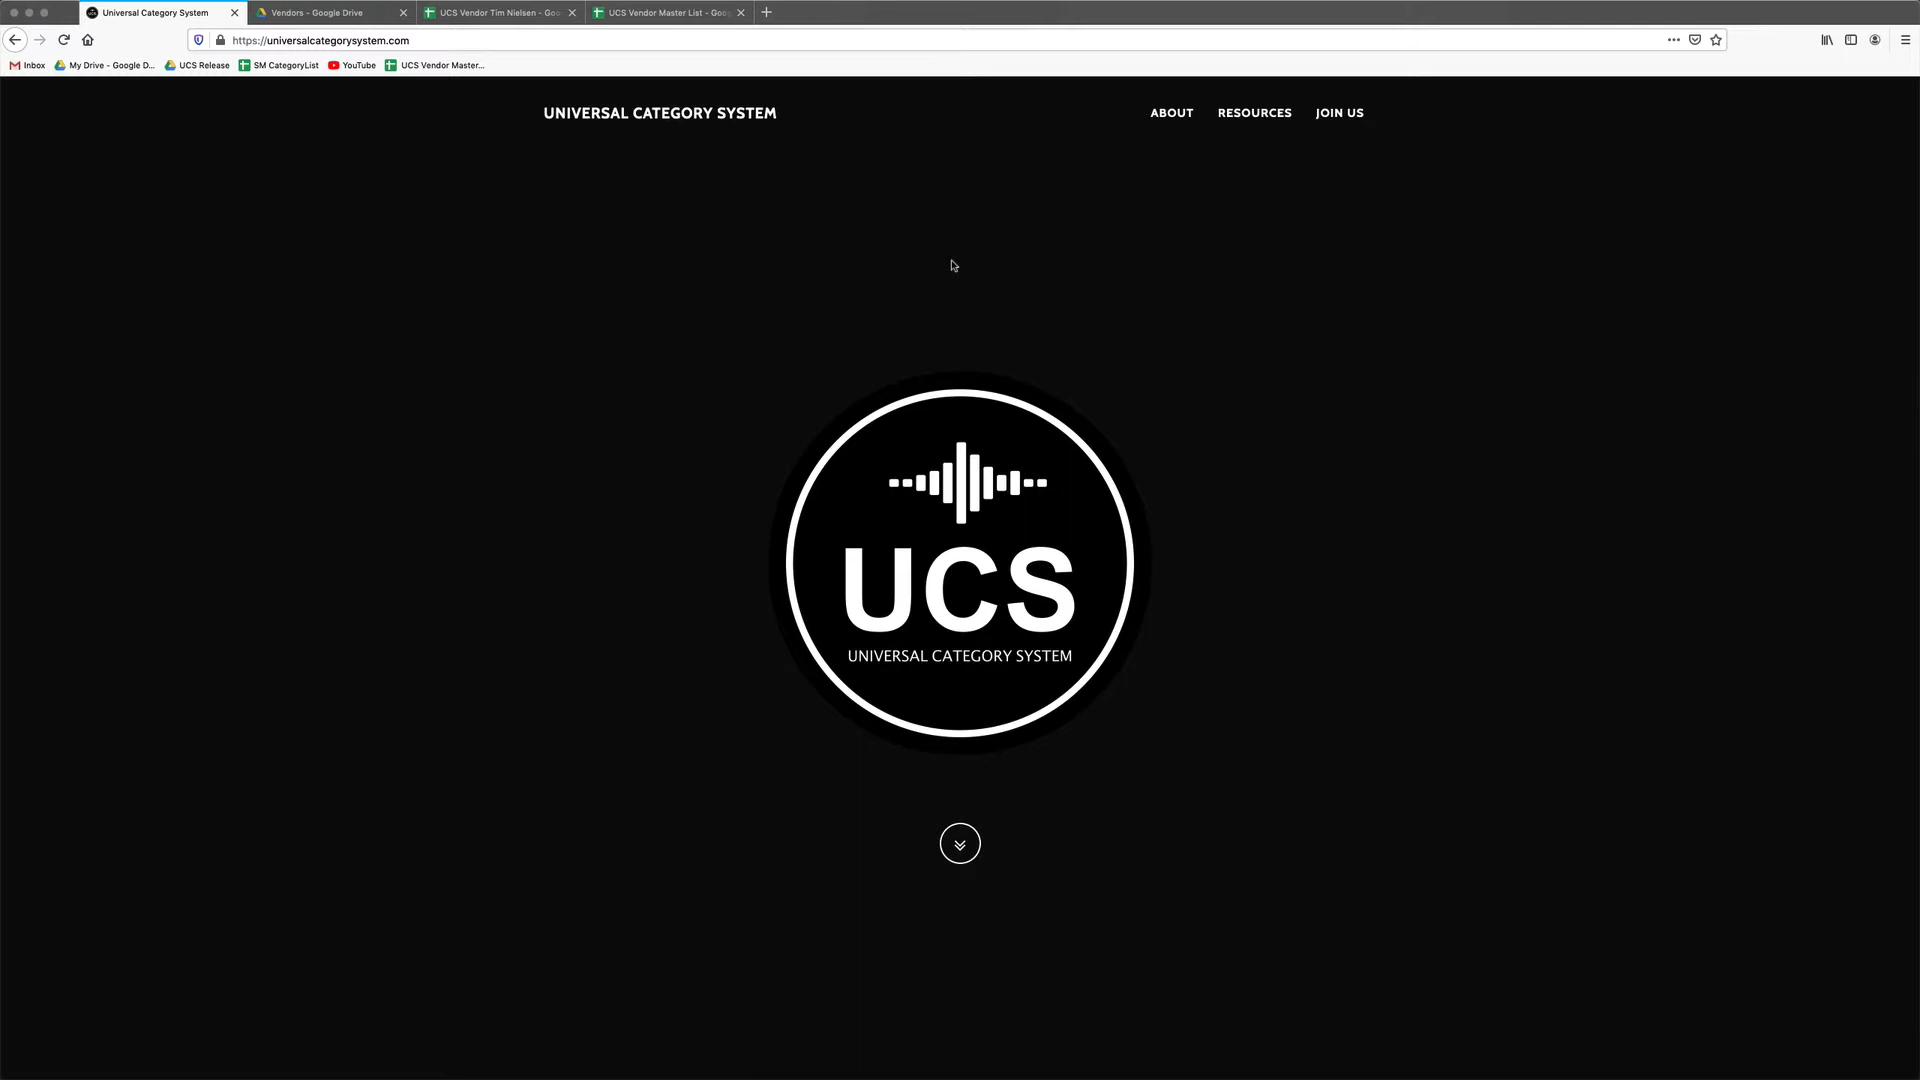 Universal Category System
Vendors - Google Drive
UCS Vendor Tim Nielsen - Goo
UCS Vendor Master List - Goog
https://universalcategorysystem.com
Inbox
My Drive - Google D...
UCS Release
SM CategoryList
YouTube
UCS Vendor Master...
UNIVERSAL CATEGORY SYSTEM
ABOUT
RESOURCES
JOIN US
UCS
UNIVERSAL CATEGORY SYSTEM